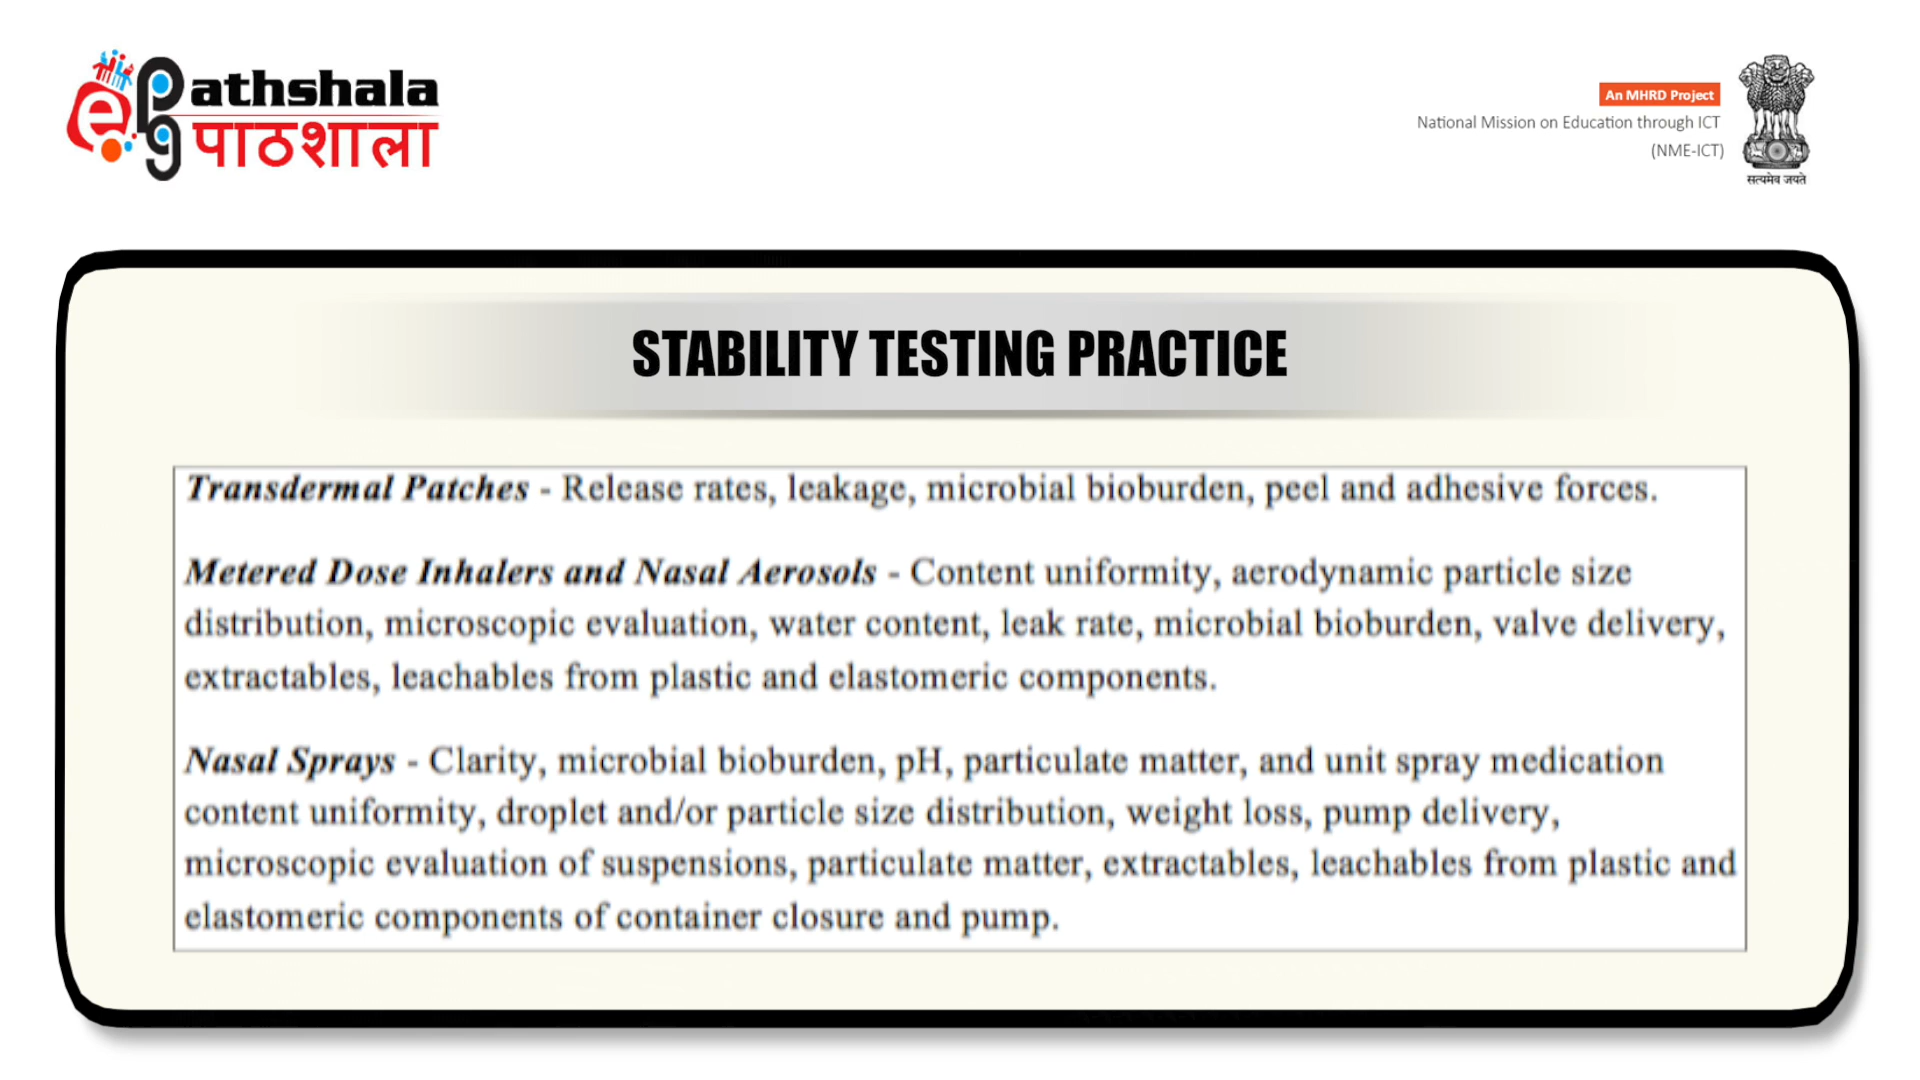 ePg Pathshala
पाठशाला
An MHRD Project
National Mission on Education through ICT
(NME-ICT)
सत्यमेव जयते
STABILITY TESTING PRACTICE
Transdermal Patches - Release rates, leakage, microbial bioburden, peel and adhesive forces.
Metered Dose Inhalers and Nasal Aerosols - Content uniformity, aerodynamic particle size
distribution, microscopic evaluation, water content, leak rate, microbial bioburden, valve delivery,
extractables, leachables from plastic and elastomeric components.
Nasal Sprays - Clarity, microbial bioburden, pH, particulate matter, and unit spray medication
content uniformity, droplet and/or particle size distribution, weight loss, pump delivery,
microscopic evaluation of suspensions, particulate matter, extractables, leachables from plastic and
elastomeric components of container closure and pump.